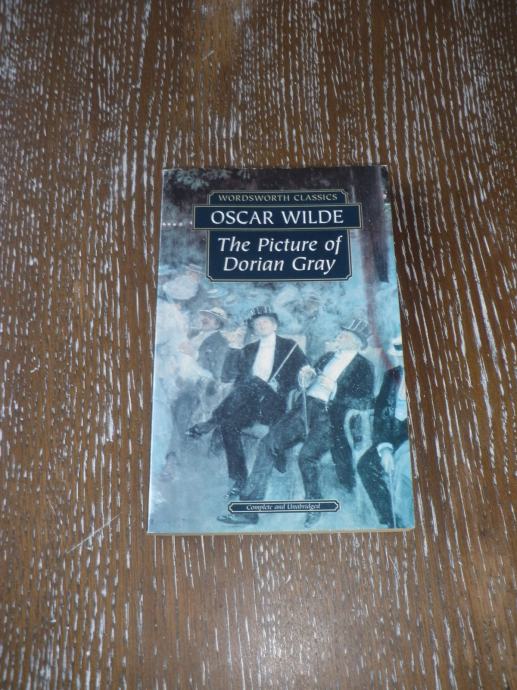 WORDSWORTH CLASSICS
OSCAR WILDE
The Picture of
Dorian Gray
Complete and Unabridged